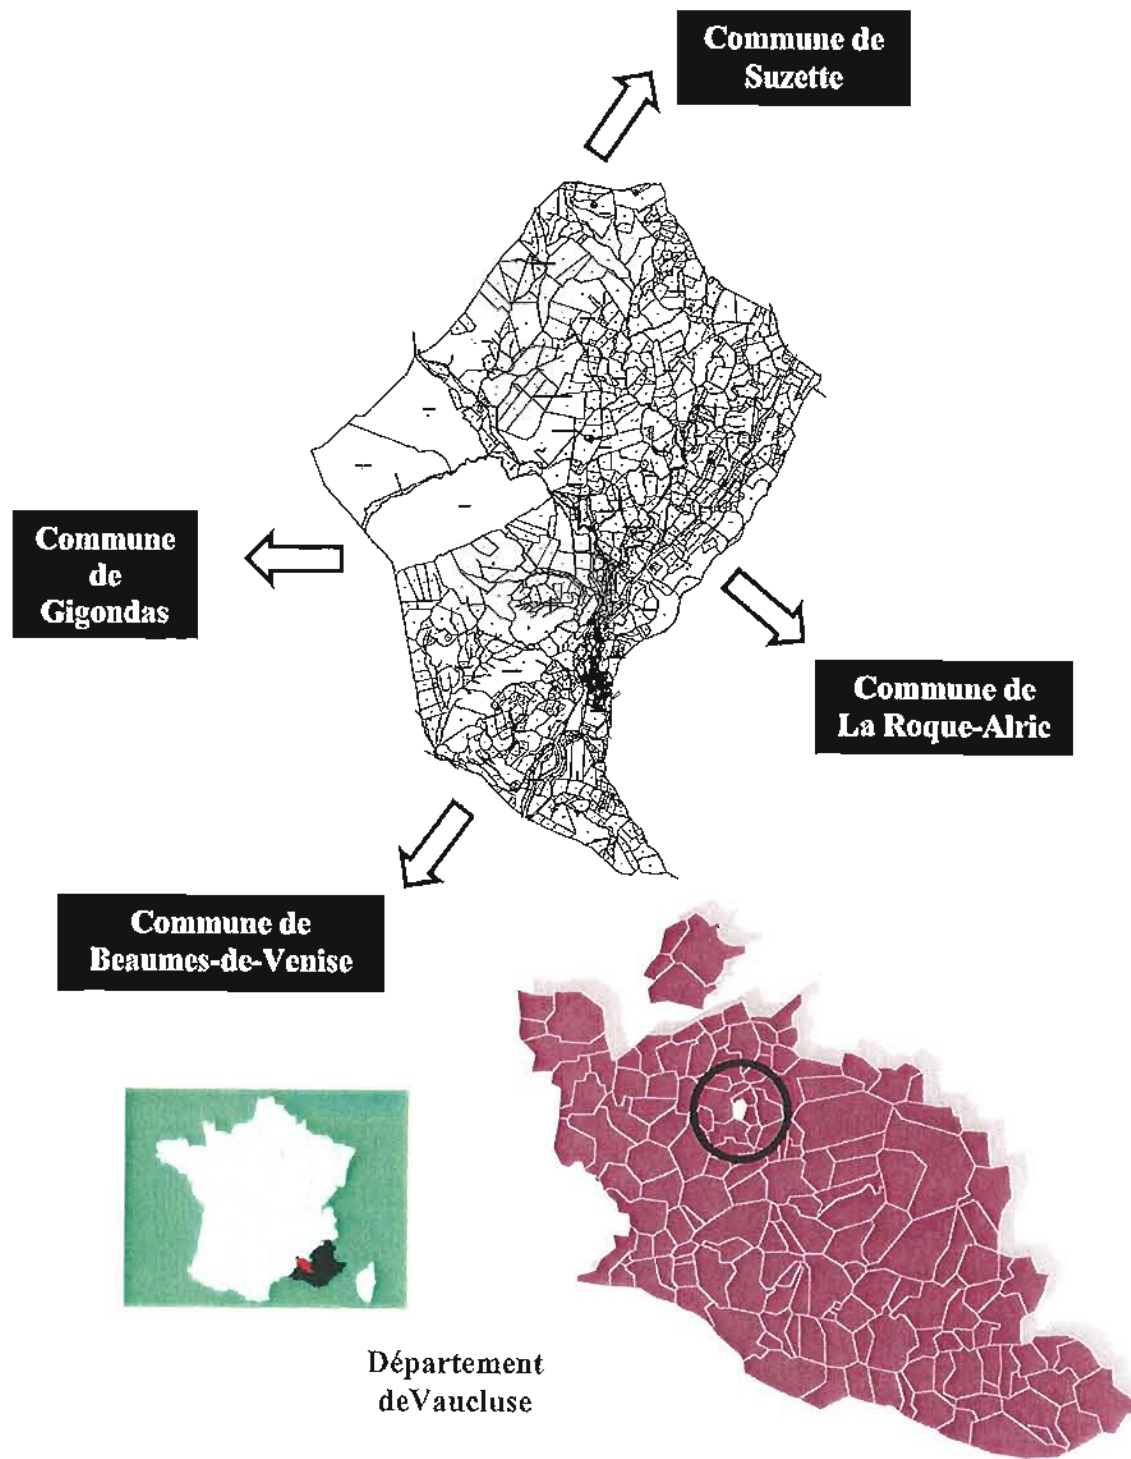 Commune de
Suzette
Commune
de
Gigondas
Commune de
La Roque-Alric
Commune de
Beaumes-de-Venise
Département
deVaucluse